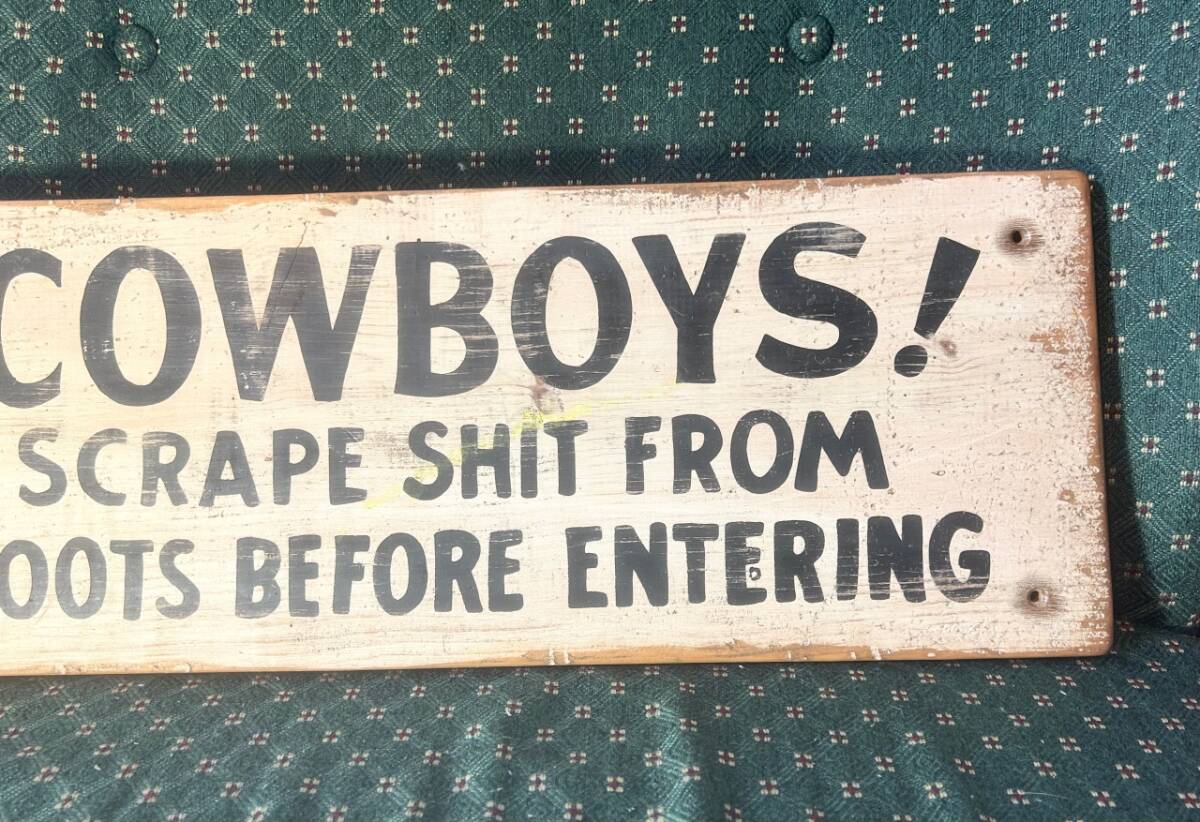 COWBOYS!
SCRAPE SHIT FROM
OOTS BEFORE ENTERING